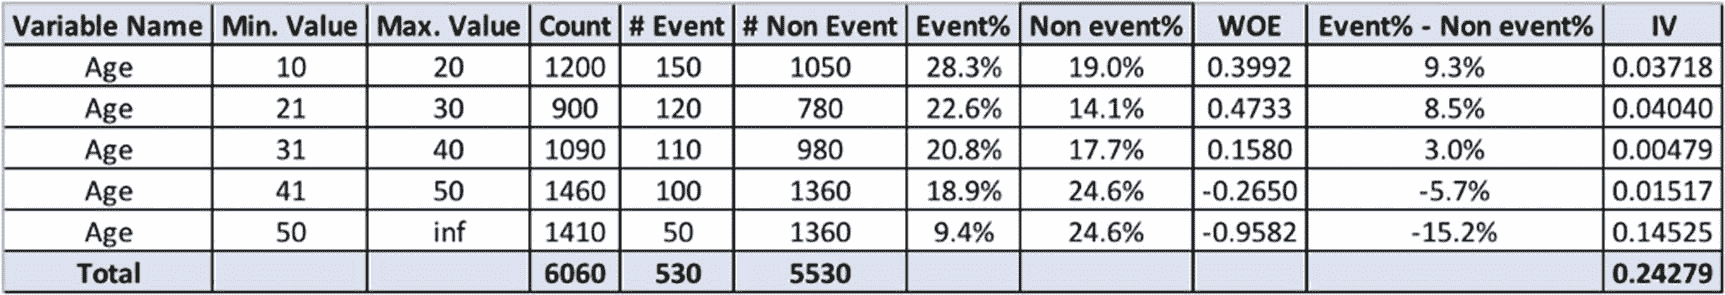 Variable Name Min. Value Max. Value Count # Event # Non Event Event% Non event% WOE Event% - Non event% IV
Age 10 20 1200 150 1050 28.3% 19.0% 0.3992 9.3% 0.03718
Age 21 30 900 120 780 22.6% 14.1% 0.4733 8.5% 0.04040
Age 31 40 1090 110 980 20.8% 17.7% 0.1580 3.0% 0.00479
Age 41 50 1460 100 1360 18.9% 24.6% -0.2650 -5.7% 0.01517
Age 50 inf 1410 50 1360 9.4% 24.6% -0.9582 -15.2% 0.14525
Total 6060 530 5530 0.24279